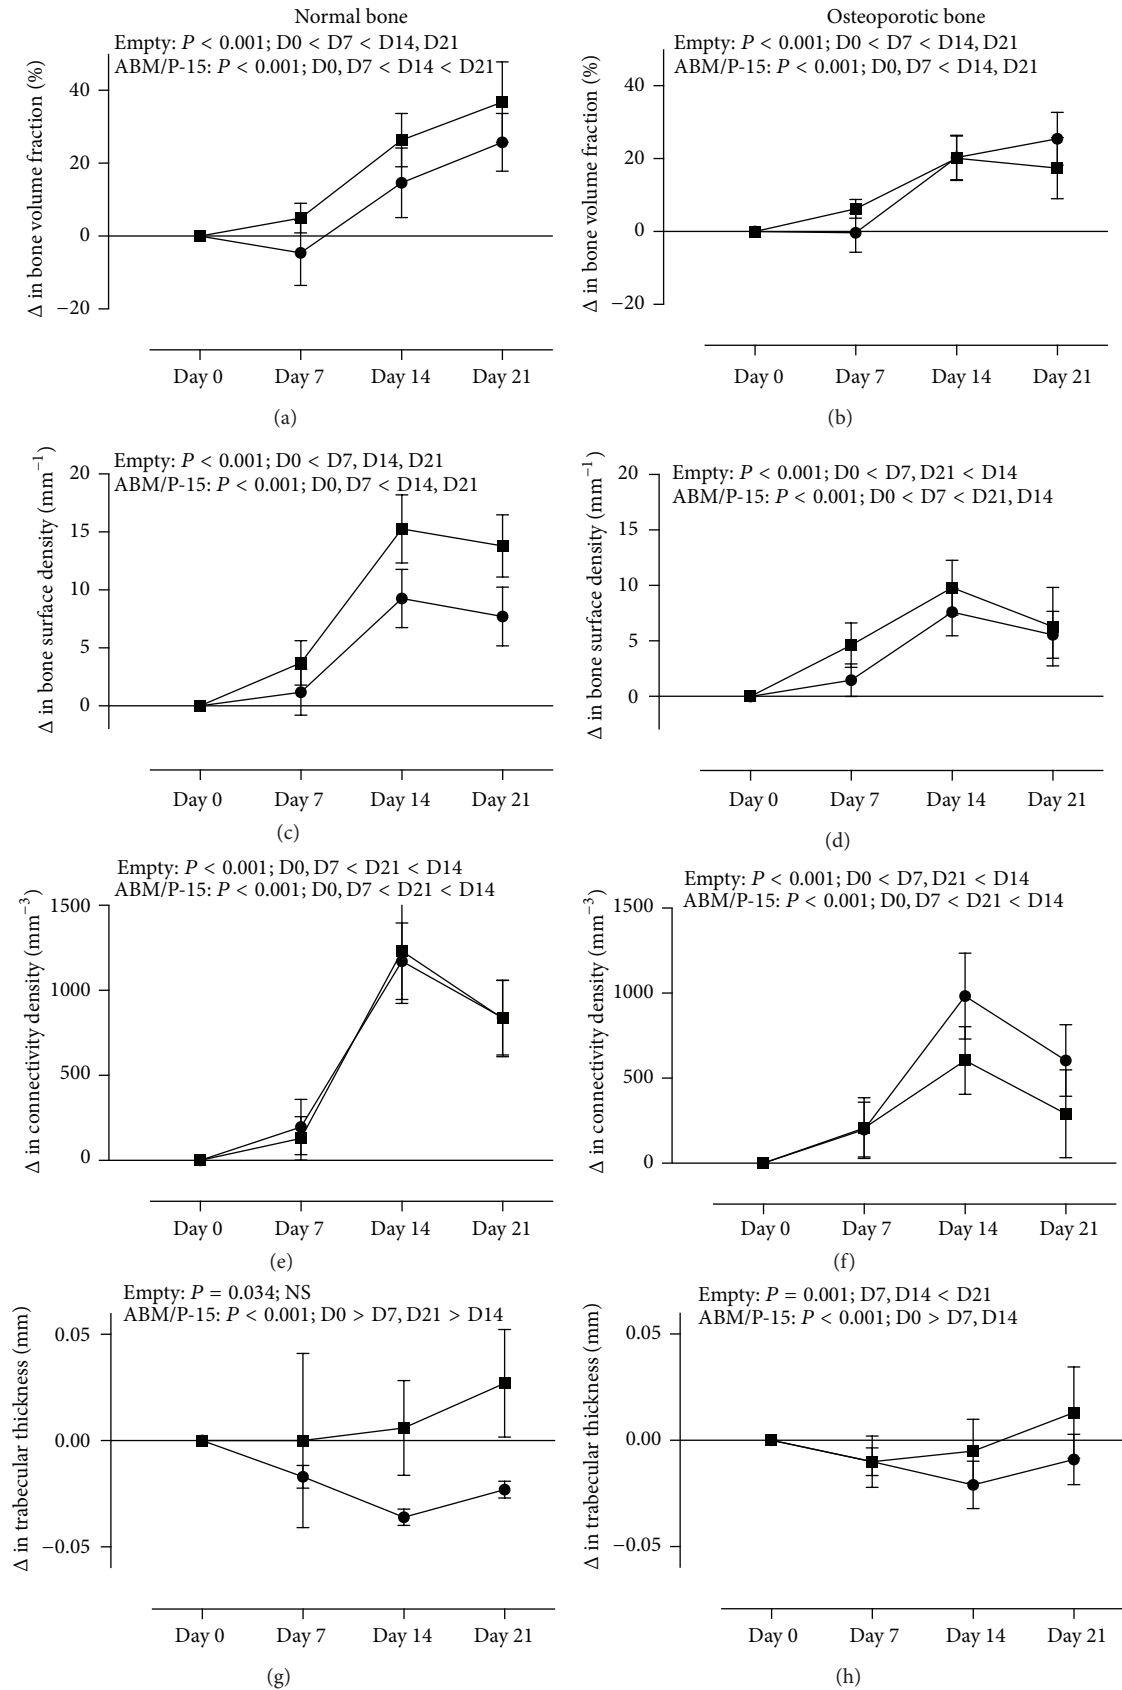 Normal bone
Empty: P < 0.001; D0 < D7 < D14, D21
ABM/P-15: P < 0.001; D0, D7 < D14 < D21
Δ in bone volume fraction (%)
40
20
0
−20
Day 0 Day 7 Day 14 Day 21
(a)
Osteoporotic bone
Empty: P < 0.001; D0 < D7 < D14, D21
ABM/P-15: P < 0.001; D0, D7 < D14, D21
Δ in bone volume fraction (%)
40
20
0
−20
Day 0 Day 7 Day 14 Day 21
(b)
Empty: P < 0.001; D0 < D7, D14, D21
ABM/P-15: P < 0.001; D0, D7 < D14, D21
Δ in bone surface density (mm⁻¹)
20
15
10
5
0
Day 0 Day 7 Day 14 Day 21
(c)
Empty: P < 0.001; D0 < D7, D21 < D14
ABM/P-15: P < 0.001; D0 < D7 < D21, D14
Δ in bone surface density (mm⁻¹)
20
15
10
5
0
Day 0 Day 7 Day 14 Day 21
(d)
Empty: P < 0.001; D0, D7 < D21 < D14
ABM/P-15: P < 0.001; D0, D7 < D21 < D14
Δ in connectivity density (mm⁻³)
1500
1000
500
0
Day 0 Day 7 Day 14 Day 21
(e)
Empty: P < 0.001; D0 < D7, D21 < D14
ABM/P-15: P < 0.001; D0, D7 < D21 < D14
Δ in connectivity density (mm⁻³)
1500
1000
500
0
Day 0 Day 7 Day 14 Day 21
(f)
Empty: P = 0.034; NS
ABM/P-15: P < 0.001; D0 > D7, D21 > D14
Δ in trabecular thickness (mm)
0.05
0.00
−0.05
Day 0 Day 7 Day 14 Day 21
(g)
Empty: P = 0.001; D7, D14 < D21
ABM/P-15: P < 0.001; D0 > D7, D14
Δ in trabecular thickness (mm)
0.05
0.00
−0.05
Day 0 Day 7 Day 14 Day 21
(h)